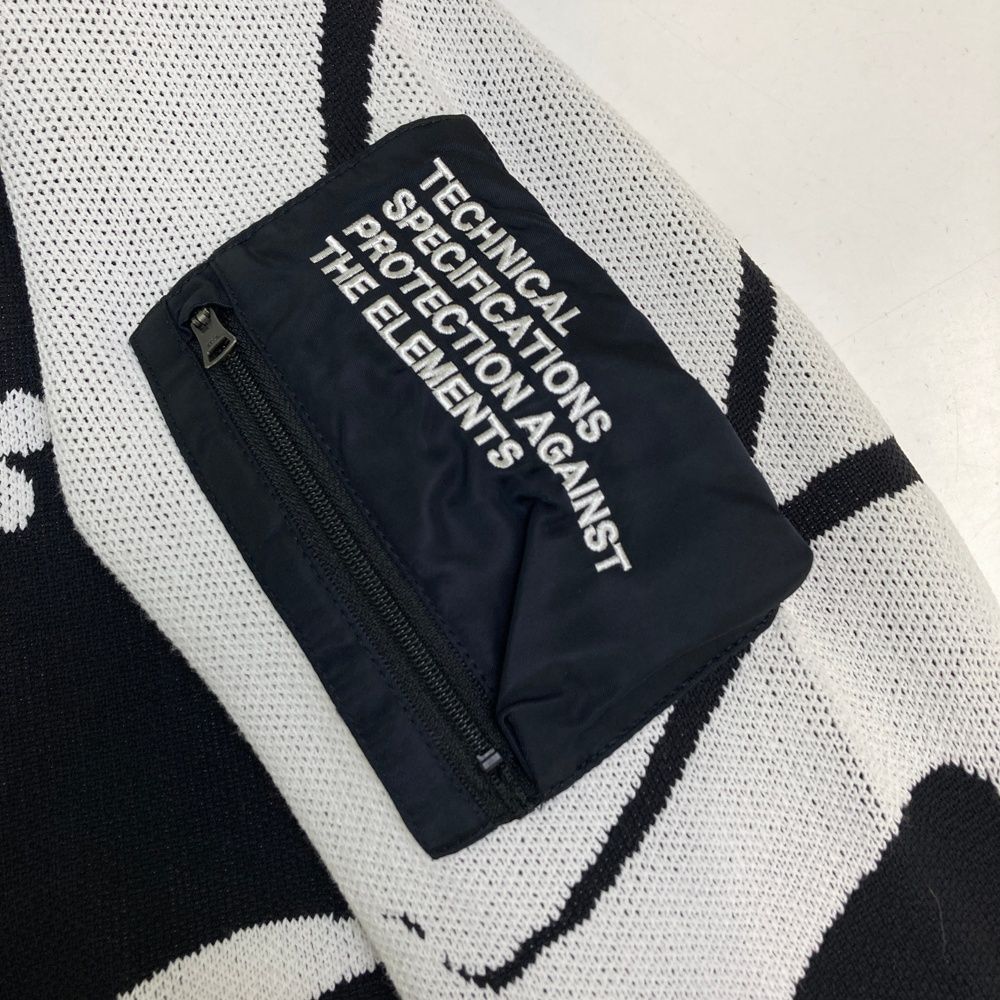 TECHNICAL
SPECIFICATIONS
PROTECTION AGAINST
THE ELEMENTS